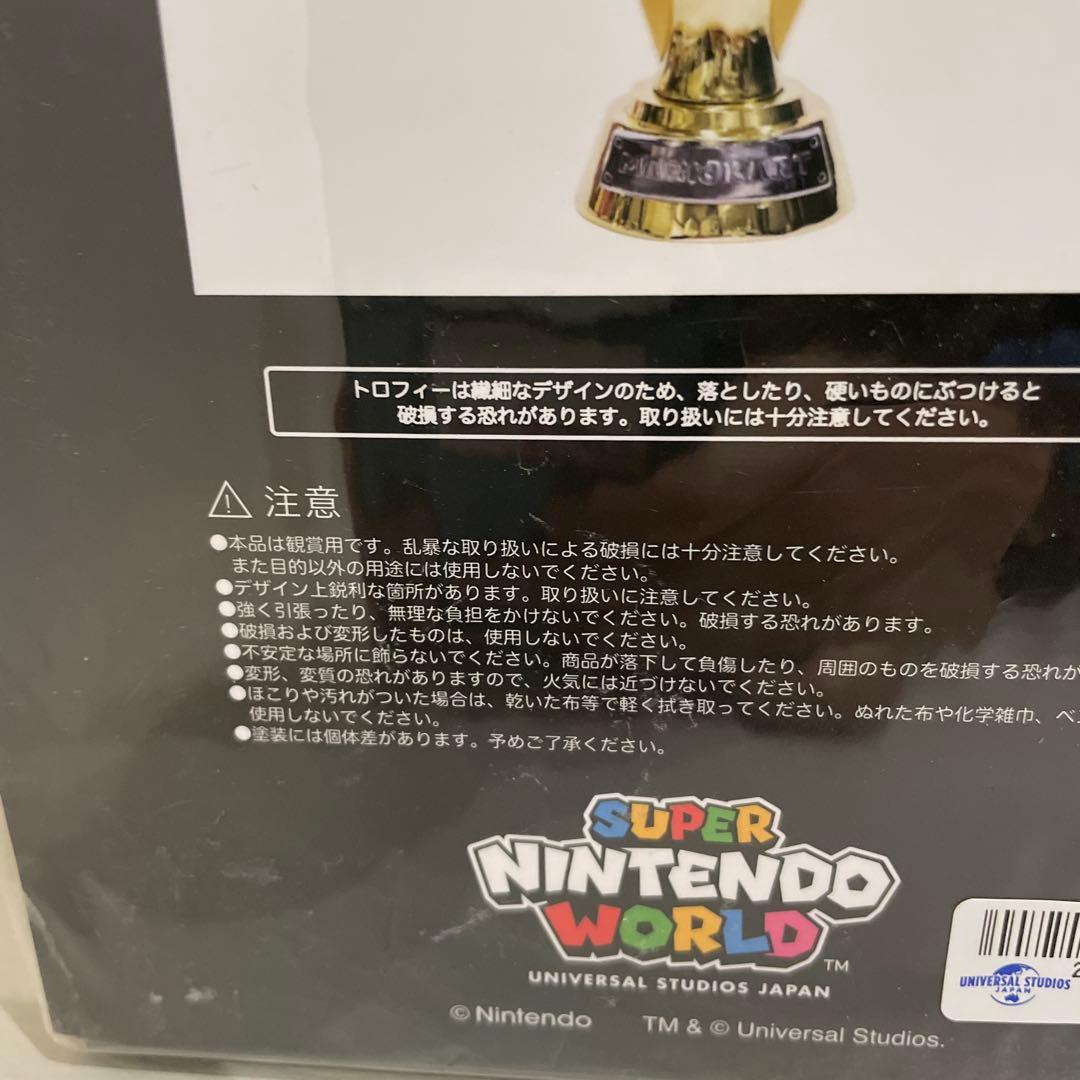 MARIOKART
トロフィーは繊細なデザインのため、落としたり、硬いものにぶつけると
破損する恐れがあります。取り扱いには十分注意してください。
注意
●本品は観賞用です。乱暴な取り扱いによる破損には十分注意してください。
また目的以外の用途には使用しないでください。
●デザイン上鋭利な箇所があります。取り扱いに注意してください。
●強く引張ったり、無理な負担をかけないでください。破損する恐れがあります。
●破損および変形したものは、使用しないでください。
●不安定な場所に飾らないでください。商品が落下して負傷したり、周囲のものを破損する恐れが
●変形、変質の恐れがありますので、火気には近づけないでください。
●ほこりや汚れがついた場合は、乾いた布等で軽く拭き取ってください。ぬれた布や化学雑巾、ベ
使用しないでください。
●塗装には個体差があります。予めご了承ください。
SUPER
NINTENDO
WORLD™
UNIVERSAL STUDIOS JAPAN
© Nintendo TM & © Universal Studios.
2
UNIVERSAL STUDIOS
JAPAN